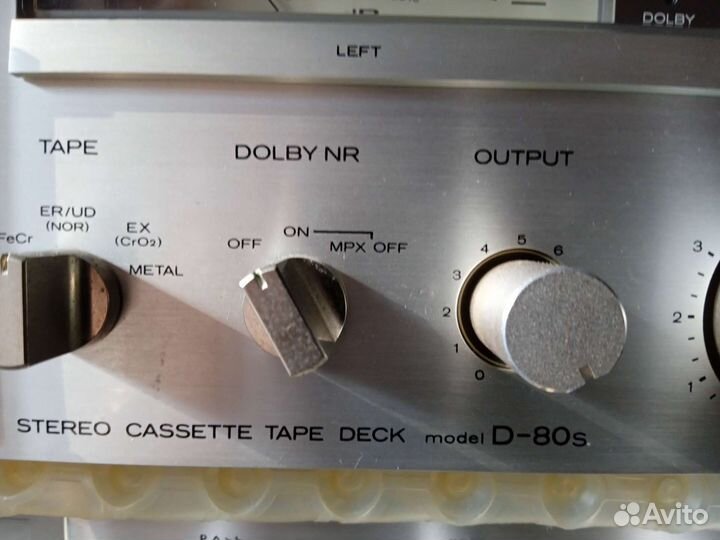 DOLBY
LEFT
TAPE
DOLBY NR
OUTPUT
FeCr
ER/UD
(NOR)
EX
(CrO₂)
METAL
OFF
ON
MPX OFF
0
1
2
3
4
5
6
3
2
1
STEREO CASSETTE TAPE DECK model D-80s
Avito